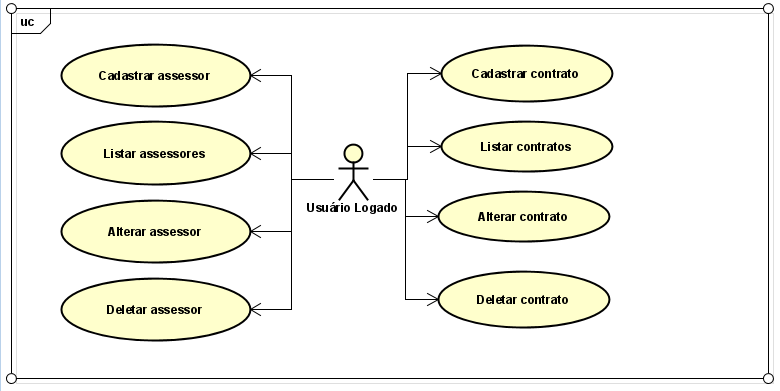 uc
Cadastrar assessor
Listar assessores
Alterar assessor
Deletar assessor
Usuário Logado
Cadastrar contrato
Listar contratos
Alterar contrato
Deletar contrato